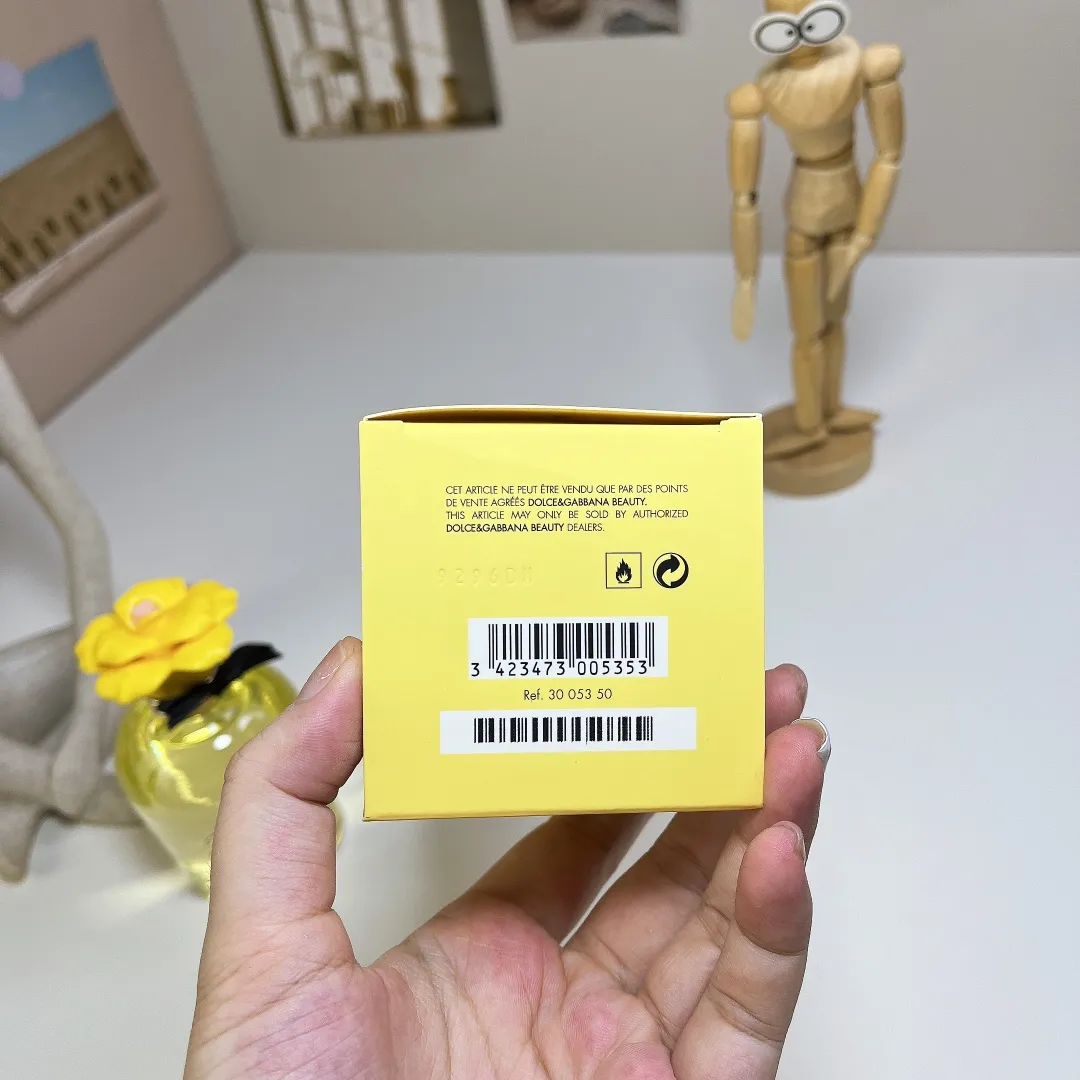 CET ARTICLE NE PEUT ÊTRE VENDU QUE PAR DES POINTS
DE VENTE AGRÉÉS DOLCE&GABBANA BEAUTY.
THIS ARTICLE MAY ONLY BE SOLD BY AUTHORIZED
DOLCE&GABBANA BEAUTY DEALERS.
3 423473 005353
Ref. 30 053 50